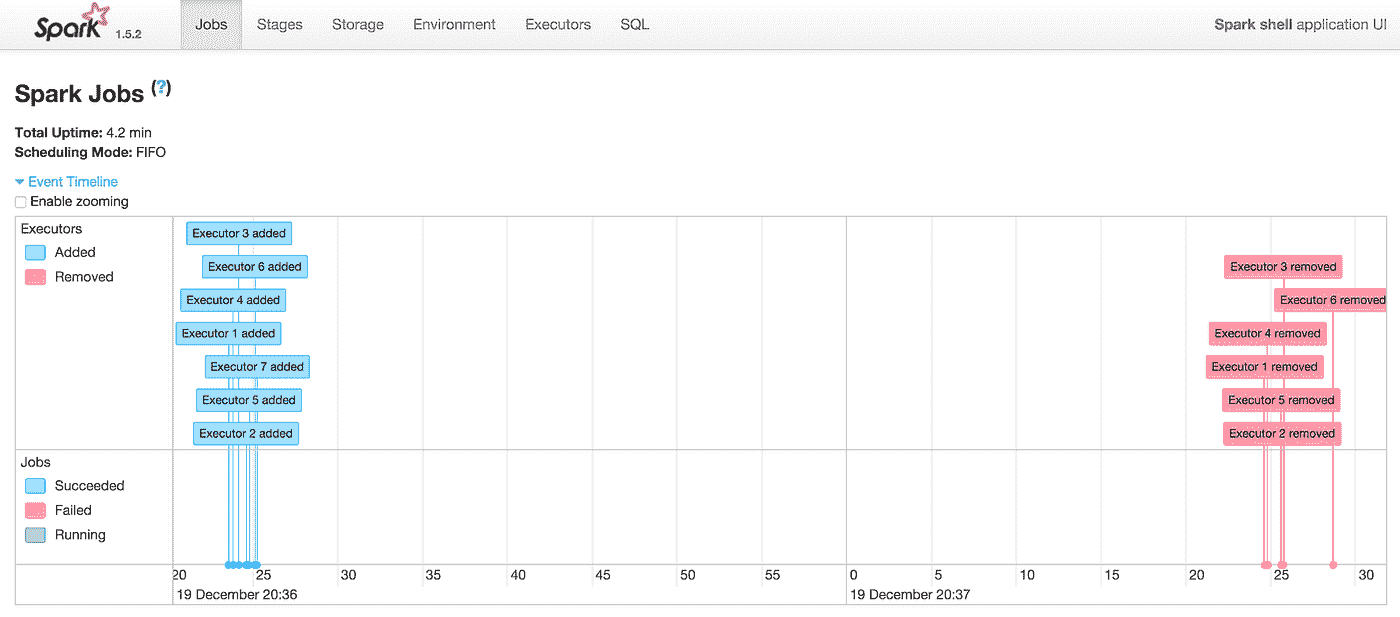 Spark 1.5.2 Jobs Stages Storage Environment Executors SQL Spark shell application UI
Spark Jobs (?)
Total Uptime: 4.2 min
Scheduling Mode: FIFO
Event Timeline
Enable zooming
Executors
Added
Removed
Executor 3 added
Executor 6 added
Executor 4 added
Executor 1 added
Executor 7 added
Executor 5 added
Executor 2 added
Executor 3 removed
Executor 6 removed
Executor 4 removed
Executor 1 removed
Executor 5 removed
Executor 2 removed
Jobs
Succeeded
Failed
Running
20 25 30 35 40 45 50 55 0 5 10 15 20 25 30
19 December 20:36 19 December 20:37